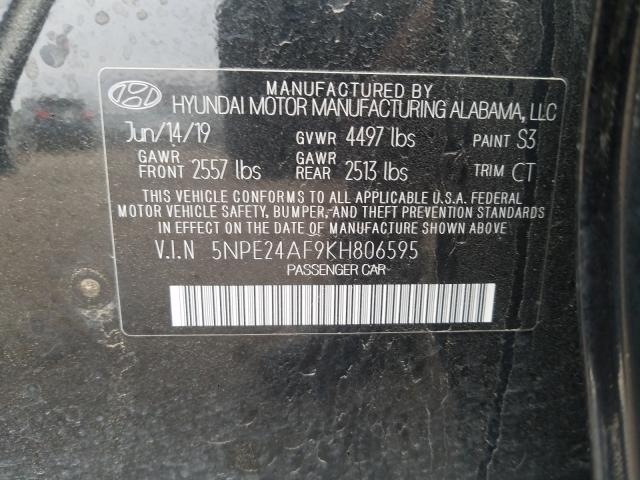 MANUFACTURED BY
HYUNDAI MOTOR MANUFACTURING ALABAMA, LLC
Jun/14/19 GVWR 4497 lbs PAINT S3
GAWR FRONT 2557 lbs GAWR REAR 2513 lbs TRIM CT
THIS VEHICLE CONFORMS TO ALL APPLICABLE U.S.A. FEDERAL
MOTOR VEHICLE SAFETY, BUMPER, AND THEFT PREVENTION STANDARDS
IN EFFECT ON THE DATE OF MANUFACTURE SHOWN ABOVE.
V.I.N 5NPE24AF9KH806595
PASSENGER CAR